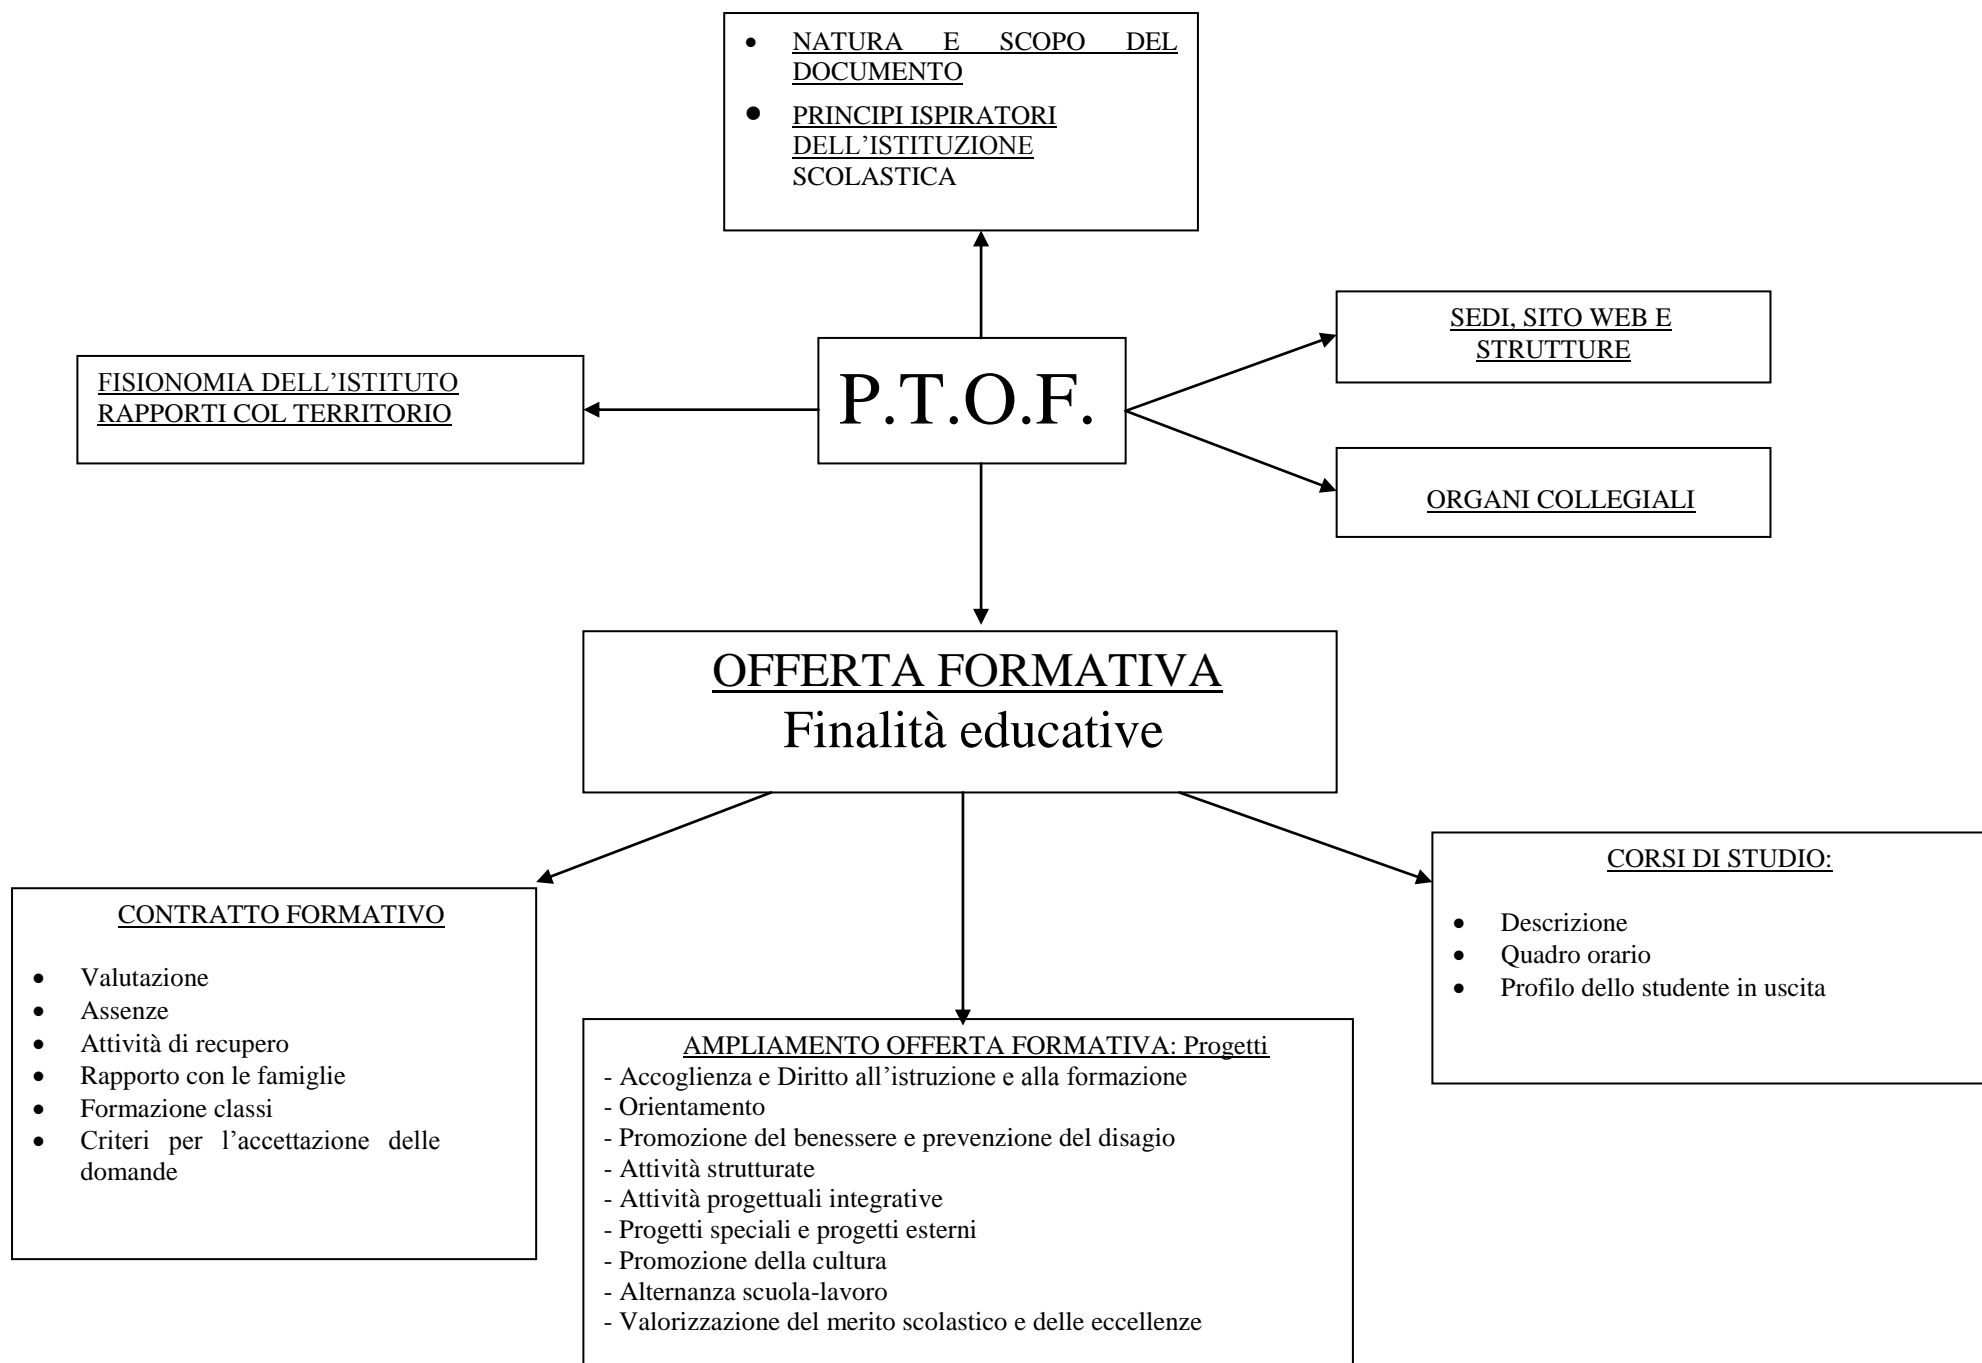 • NATURA E SCOPO DEL
DOCUMENTO
• PRINCIPI ISPIRATORI
DELL’ISTITUZIONE
SCOLASTICA
SEDI, SITO WEB E
STRUTTURE
FISIONOMIA DELL’ISTITUTO
RAPPORTI COL TERRITORIO
P.T.O.F.
ORGANI COLLEGIALI
OFFERTA FORMATIVA
Finalità educative
CONTRATTO FORMATIVO
• Valutazione
• Assenze
• Attività di recupero
• Rapporto con le famiglie
• Formazione classi
• Criteri per l’accettazione delle
domande
AMPLIAMENTO OFFERTA FORMATIVA: Progetti
- Accoglienza e Diritto all’istruzione e alla formazione
- Orientamento
- Promozione del benessere e prevenzione del disagio
- Attività strutturate
- Attività progettuali integrative
- Progetti speciali e progetti esterni
- Promozione della cultura
- Alternanza scuola-lavoro
- Valorizzazione del merito scolastico e delle eccellenze
CORSI DI STUDIO:
• Descrizione
• Quadro orario
• Profilo dello studente in uscita